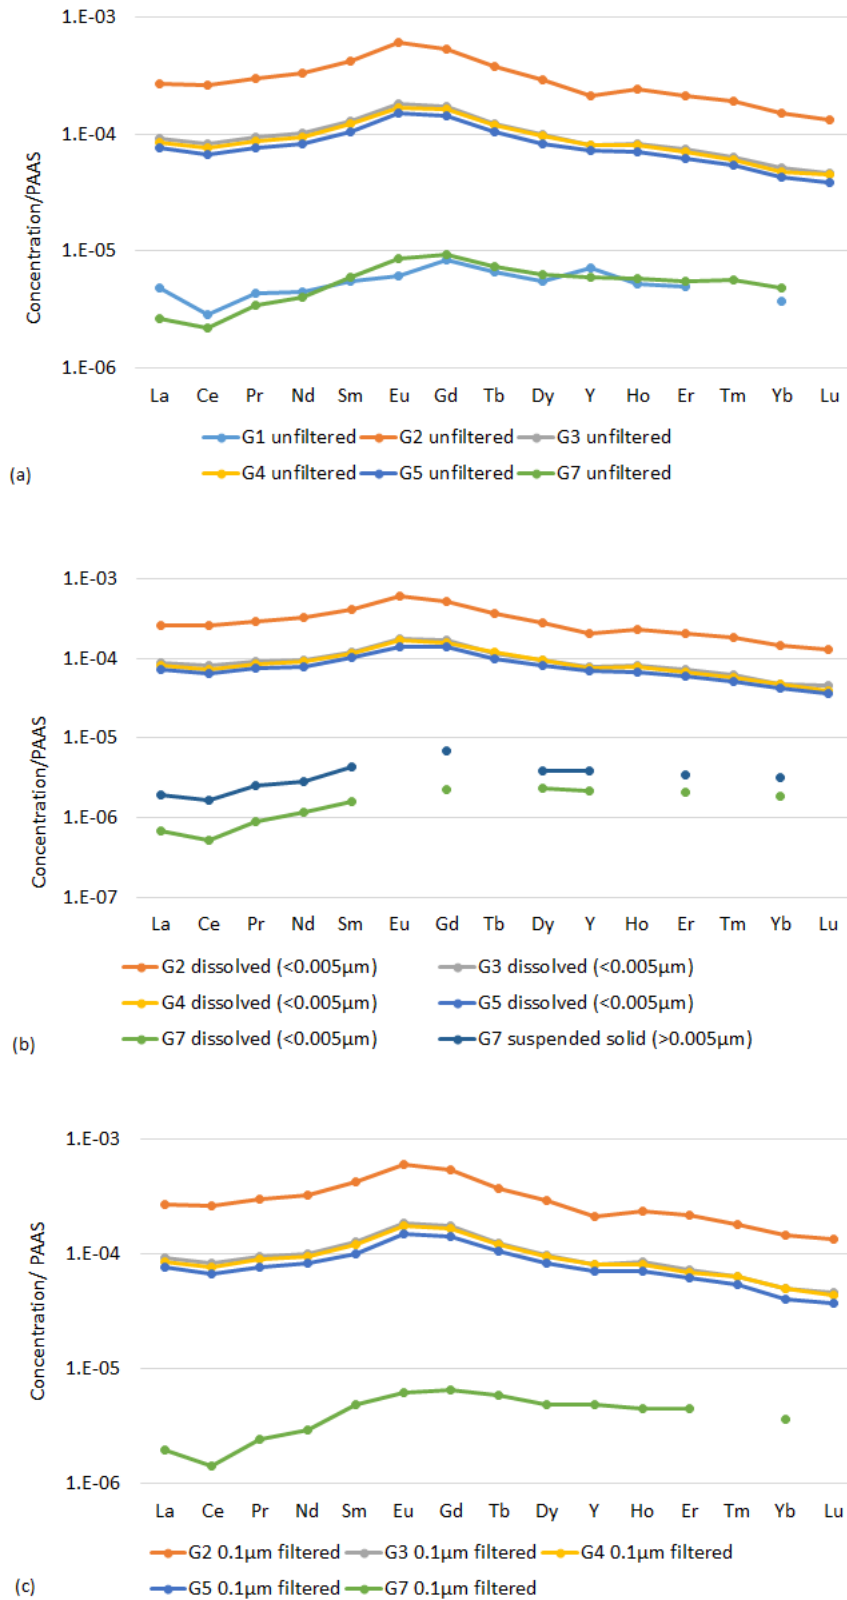 1.E-03
1.E-04
1.E-05
1.E-06
Concentration/PAAS
La Ce Pr Nd Sm Eu Gd Tb Dy Y Ho Er Tm Yb Lu
G1 unfiltered G2 unfiltered G3 unfiltered
G4 unfiltered G5 unfiltered G7 unfiltered
(a)
1.E-03
1.E-04
1.E-05
1.E-06
1.E-07
Concentration/PAAS
La Ce Pr Nd Sm Eu Gd Tb Dy Y Ho Er Tm Yb Lu
G2 dissolved (<0.005µm) G3 dissolved (<0.005µm)
G4 dissolved (<0.005µm) G5 dissolved (<0.005µm)
G7 dissolved (<0.005µm) G7 suspended solid (>0.005µm)
(b)
1.E-03
1.E-04
1.E-05
1.E-06
Concentration/ PAAS
La Ce Pr Nd Sm Eu Gd Tb Dy Y Ho Er Tm Yb Lu
G2 0.1µm filtered G3 0.1µm filtered G4 0.1µm filtered
G5 0.1µm filtered G7 0.1µm filtered
(c)